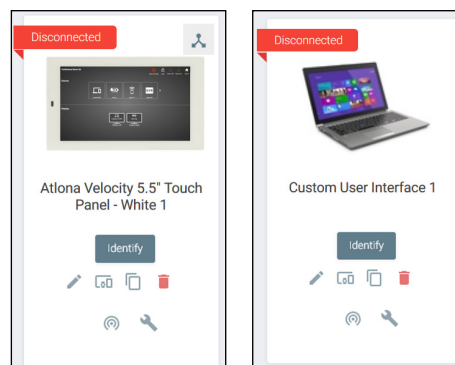 Disconnected
Atlona Velocity 5.5" Touch
Panel - White 1
Identify
Disconnected
Custom User Interface 1
Identify